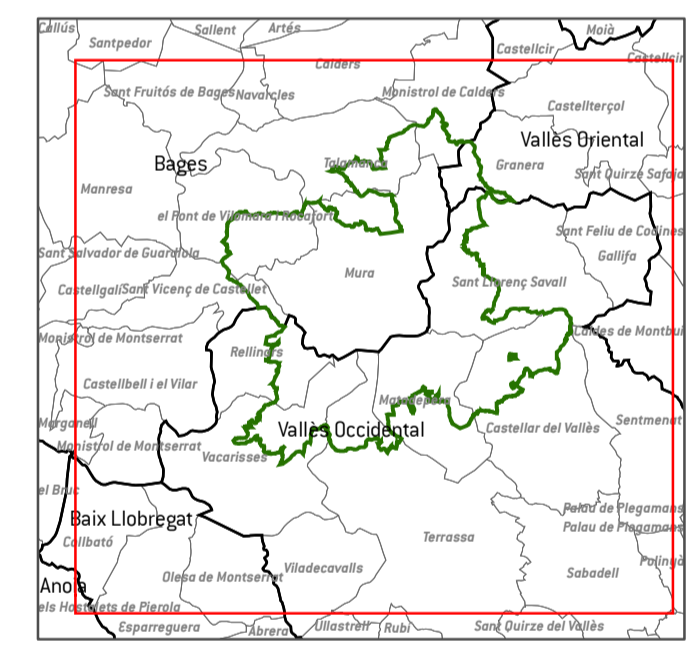 Callús
Santpedor
Sallent
Artés
Moià
Castellcir
Castellcir
Calders
Sant Fruitós de Bages
Navarcles
Monistrol de Calders
Castellterçol
Vallès Oriental
Bages
Talamanca
Granera
Sant Quirze Safaja
Manresa
el Pont de Vilomara i Rocafort
Sant Feliu de Codines
Sant Salvador de Guardiola
Gallifa
Mura
Castellgalí
Sant Vicenç de Castellet
Sant Llorenç Savall
Caldes de Montbui
Monistrol de Montserrat
Rellinars
Castellbell i el Vilar
Matadepera
Marganell
Sentmenat
Vallès Occidental
Castellar del Vallès
Monistrol de Montserrat
Vacarisses
el Bruc
Palau de Plegamans
Baix Llobregat
Palau de Plegamans
Collbató
Terrassa
Polinyà
Viladecavalls
Sabadell
Olesa de Montserrat
Anoia
els Hostalets de Pierola
Esparreguera
Abrera
Ullastrell
Rubí
Sant Quirze del Vallès